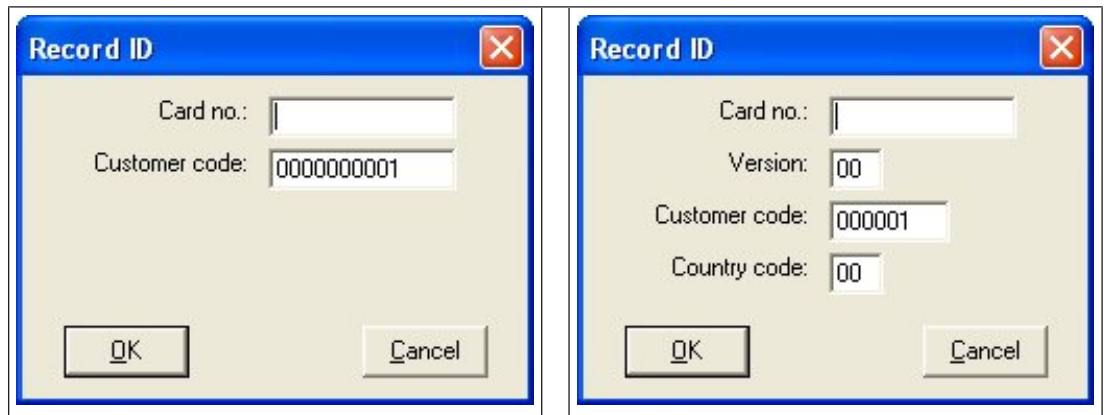 Record ID
Card no.:
Customer code: 0000000001
OK Cancel
Record ID
Card no.:
Version: 00
Customer code: 000001
Country code: 00
OK Cancel